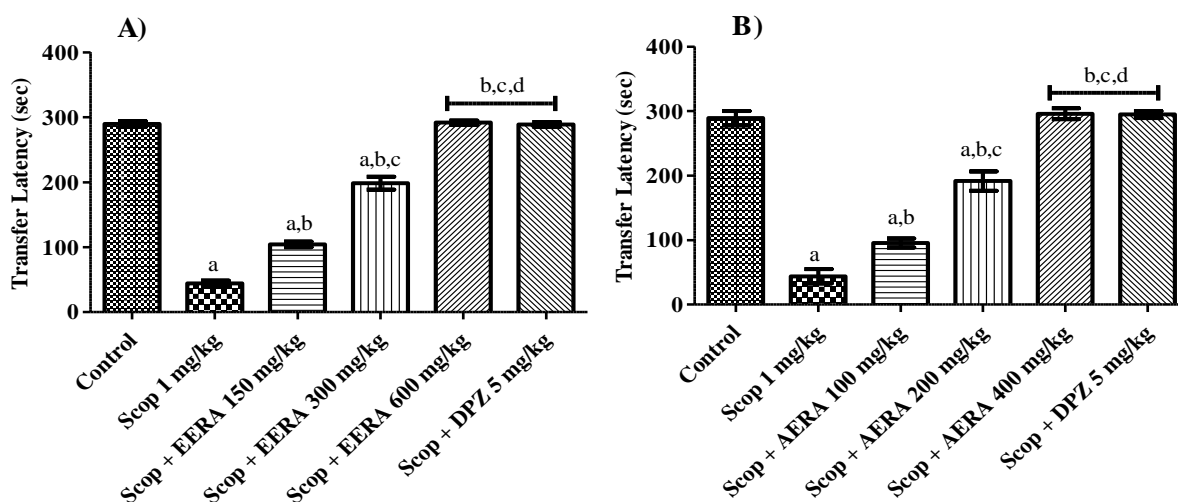 A)
Transfer Latency (sec)
400
300
200
100
0
a
a,b
a,b,c
b,c,d
Control
Scop 1 mg/kg
Scop + EERA 150 mg/kg
Scop + EERA 300 mg/kg
Scop + EERA 600 mg/kg
Scop + DPZ 5 mg/kg
B)
Transfer Latency (sec)
400
300
200
100
0
a
a,b
a,b,c
b,c,d
Control
Scop 1 mg/kg
Scop + AERA 100 mg/kg
Scop + AERA 200 mg/kg
Scop + AERA 400 mg/kg
Scop + DPZ 5 mg/kg